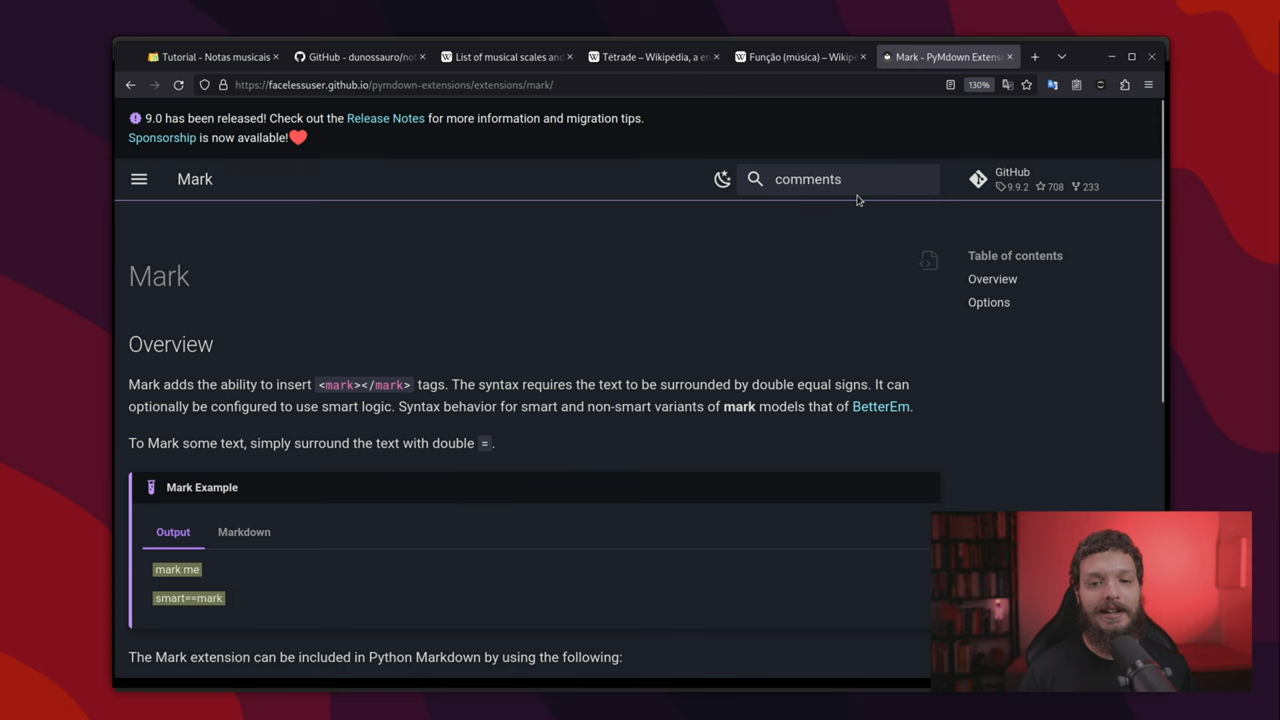 Tutorial - Notas musicais
GitHub - dunossauro/not
List of musical scales and
Tétrade – Wikipédia, a en
Função (música) – Wikipe
Mark - PyMdown Extensi
https://facelessuser.github.io/pymdown-extensions/extensions/mark/
130%
9.0 has been released! Check out the Release Notes for more information and migration tips.
Sponsorship is now available!
Mark
comments
GitHub
9.9.2 708 233
Mark
Table of contents
Overview
Options
Overview
Mark adds the ability to insert <mark></mark> tags. The syntax requires the text to be surrounded by double equal signs. It can
optionally be configured to use smart logic. Syntax behavior for smart and non-smart variants of mark models that of BetterEm.
To Mark some text, simply surround the text with double =.
Mark Example
Output Markdown
mark me
smart==mark
The Mark extension can be included in Python Markdown by using the following: